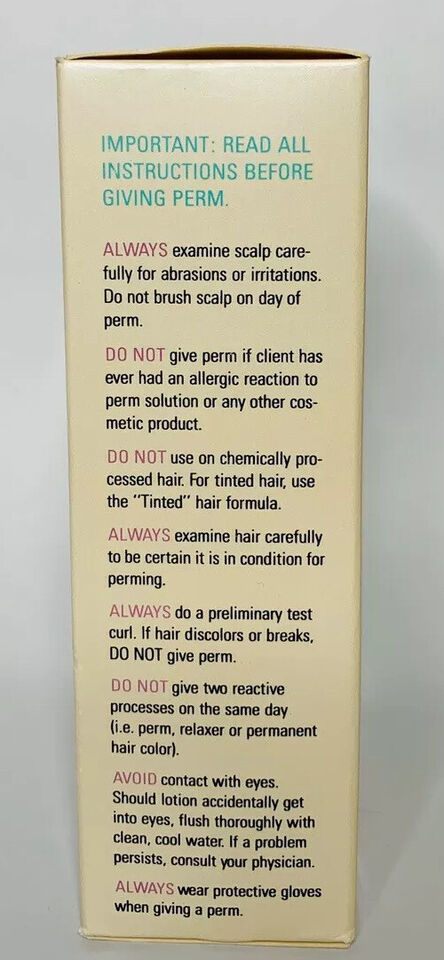 IMPORTANT: READ ALL
INSTRUCTIONS BEFORE
GIVING PERM.
ALWAYS examine scalp care-
fully for abrasions or irritations.
Do not brush scalp on day of
perm.
DO NOT give perm if client has
ever had an allergic reaction to
perm solution or any other cos-
metic product.
DO NOT use on chemically pro-
cessed hair. For tinted hair, use
the "Tinted" hair formula.
ALWAYS examine hair carefully
to be certain it is in condition for
perming.
ALWAYS do a preliminary test
curl. If hair discolors or breaks,
DO NOT give perm.
DO NOT give two reactive
processes on the same day
(i.e. perm, relaxer or permanent
hair color).
AVOID contact with eyes.
Should lotion accidentally get
into eyes, flush thoroughly with
clean, cool water. If a problem
persists, consult your physician.
ALWAYS wear protective gloves
when giving a perm.